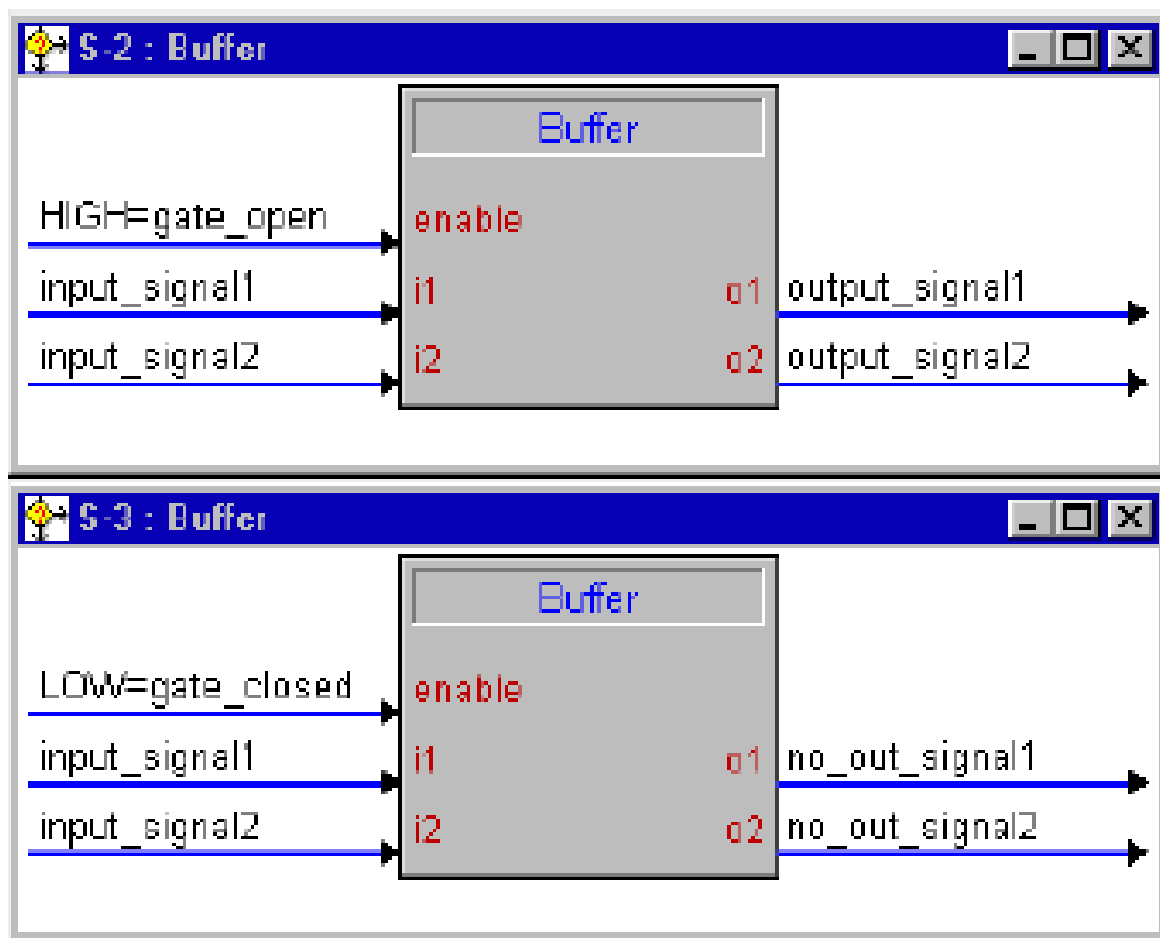 S-2 : Buffer
Buffer
HIGH=gate_open
enable
input_signal1
i1
o1
output_signal1
input_signal2
i2
o2
output_signal2
S-3 : Buffer
Buffer
LOW=gate_closed
enable
input_signal1
i1
o1
no_out_signal1
input_signal2
i2
o2
no_out_signal2